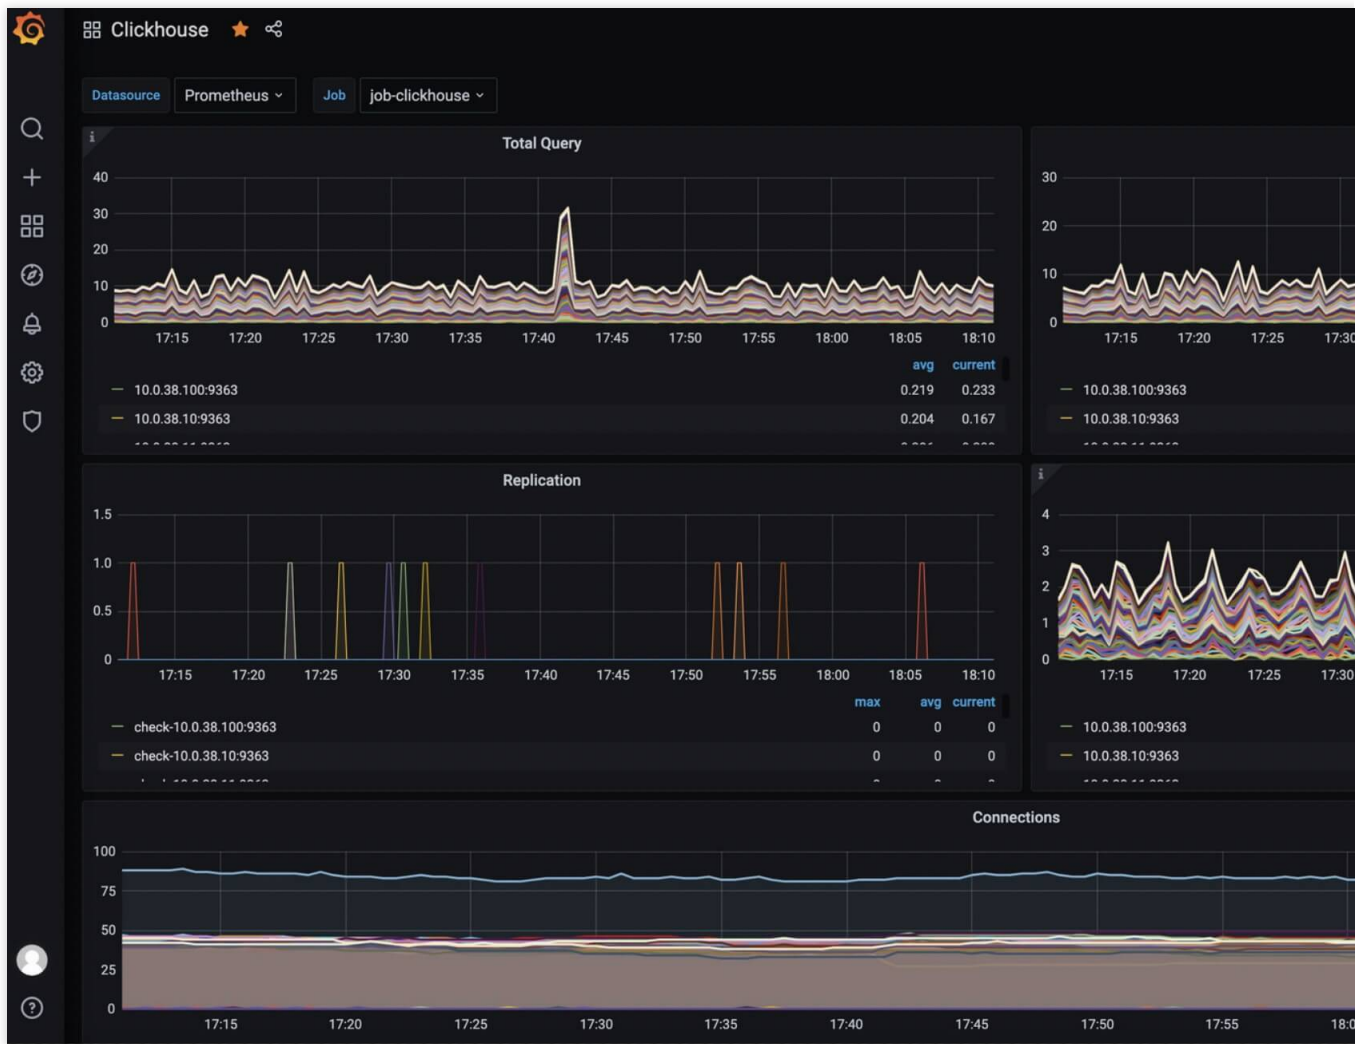 Clickhouse
Datasource Prometheus Job job-clickhouse
Total Query
40
30
20
10
0
17:15 17:20 17:25 17:30 17:35 17:40 17:45 17:50 17:55 18:00 18:05 18:10
avg current
10.0.38.100:9363 0.219 0.233
10.0.38.10:9363 0.204 0.167
30
20
10
0
17:15 17:20 17:25 17:30
10.0.38.100:9363
10.0.38.10:9363
Replication
1.5
1.0
0.5
0
17:15 17:20 17:25 17:30 17:35 17:40 17:45 17:50 17:55 18:00 18:05 18:10
max avg current
check-10.0.38.100:9363 0 0 0
check-10.0.38.10:9363 0 0 0
4
3
2
1
0
17:15 17:20 17:25 17:30
10.0.38.100:9363
10.0.38.10:9363
Connections
100
75
50
25
0
17:15 17:20 17:25 17:30 17:35 17:40 17:45 17:50 17:55